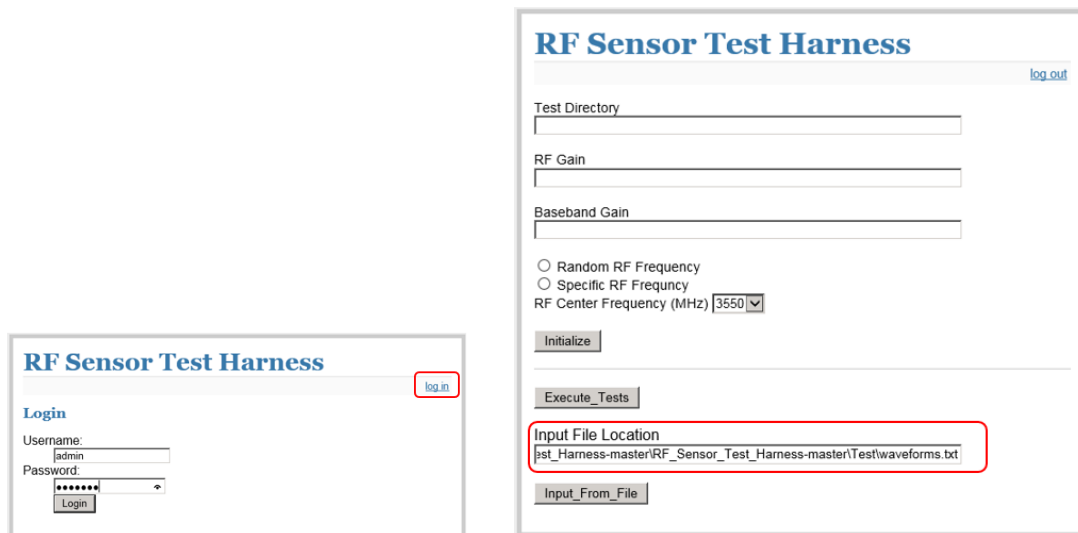 RF Sensor Test Harness
log in
Login
Username:
admin
Password:
•••••••
Login
RF Sensor Test Harness
log out
Test Directory
RF Gain
Baseband Gain
Random RF Frequency
Specific RF Frequncy
RF Center Frequency (MHz) 3550
Initialize
Execute_Tests
Input File Location
est_Harness-master\RF_Sensor_Test_Harness-master\Test\waveforms.txt
Input_From_File